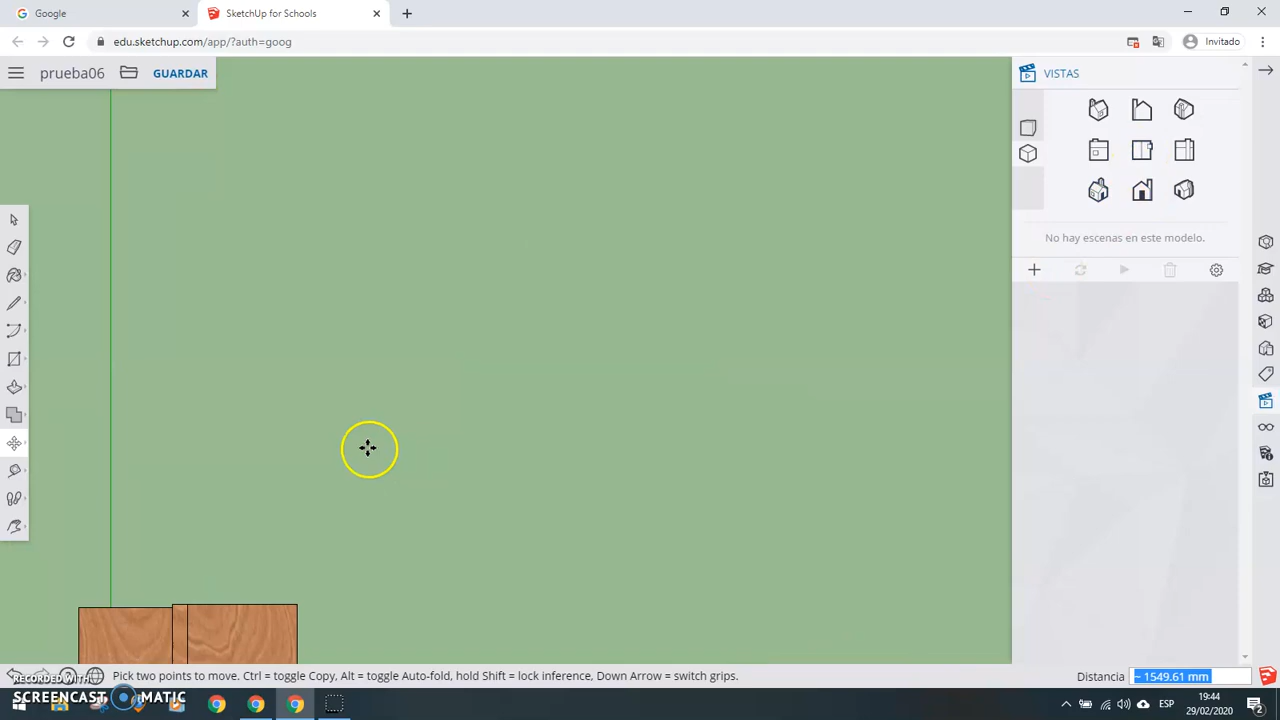 Google
SketchUp for Schools
edu.sketchup.com/app/?auth=goog
Invitado
prueba06
GUARDAR
VISTAS
No hay escenas en este modelo.
Pick two points to move. Ctrl = toggle Copy, Alt = toggle Auto-fold, hold Shift = lock inference, Down Arrow = switch grips.
Distancia
~ 1549.61 mm
RECORDED WITH
SCREENCAST MATIC
ESP
19:44
29/02/2020
2